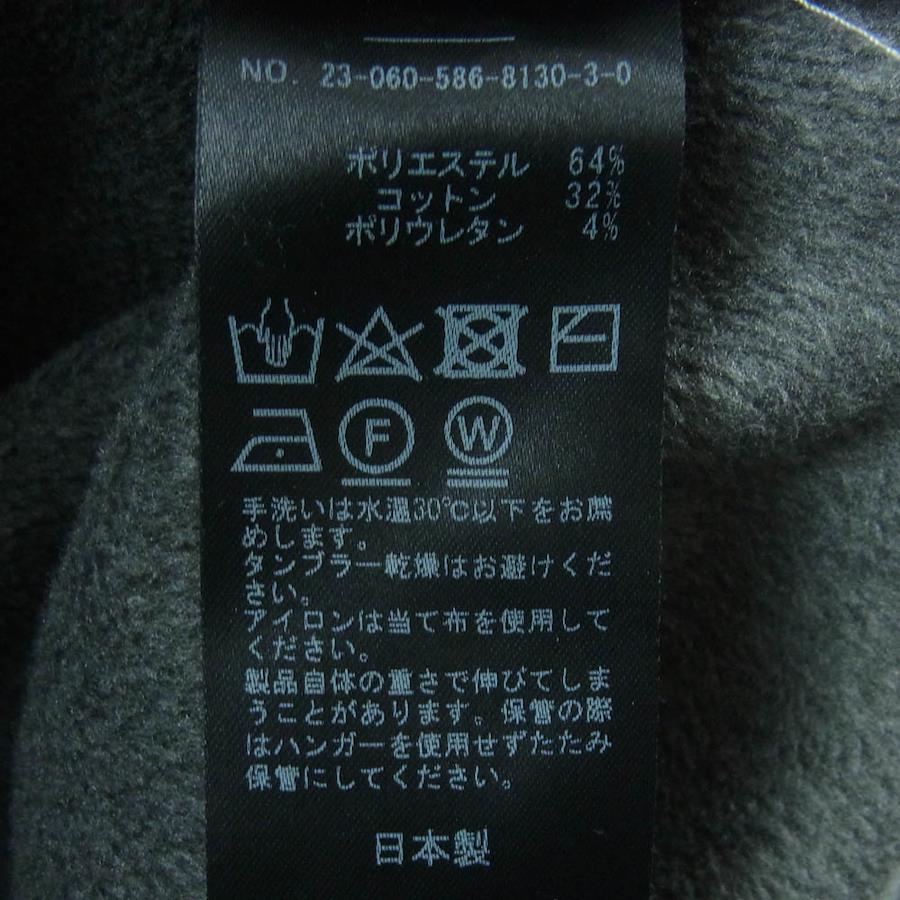 NO. 23-060-586-8130-3-0
ポリエステル 64%
コットン 32%
ポリウレタン 4%
F W
手洗いは水温30℃以下をお薦
めします。
タンブラー乾燥はお避けくだ
さい。
アイロンは当て布を使用して
ください。
製品自体の重さで伸びてしま
うことがあります。保管の際
はハンガーを使用せずたたみ
保管にしてください。
日本製